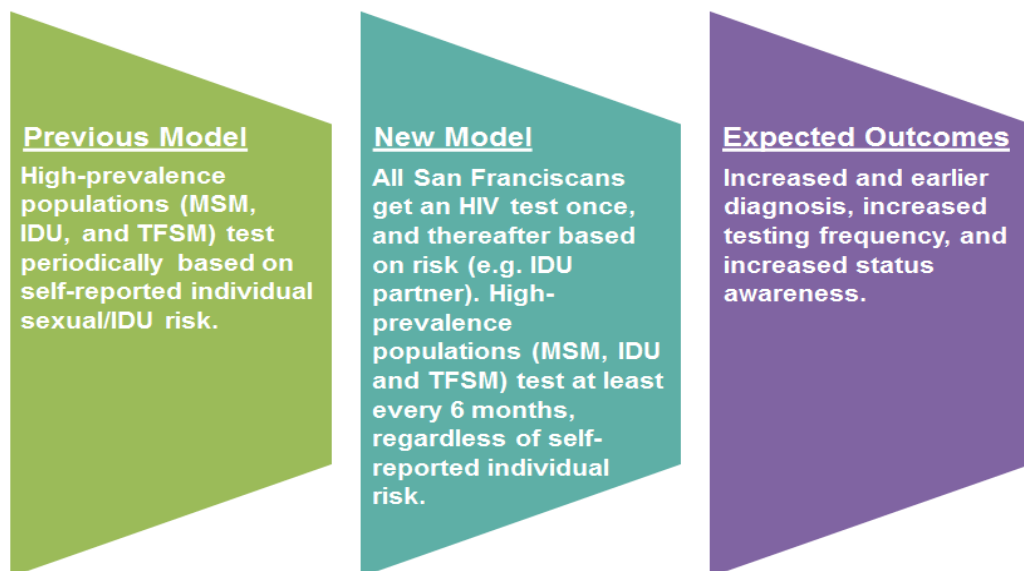 Previous Model
High-prevalence
populations (MSM,
IDU, and TFSM) test
periodically based on
self-reported individual
sexual/IDU risk.
New Model
All San Franciscans
get an HIV test once,
and thereafter based
on risk (e.g. IDU
partner). High-
prevalence
populations (MSM, IDU
and TFSM) test at least
every 6 months,
regardless of self-
reported individual
risk.
Expected Outcomes
Increased and earlier
diagnosis, increased
testing frequency, and
increased status
awareness.